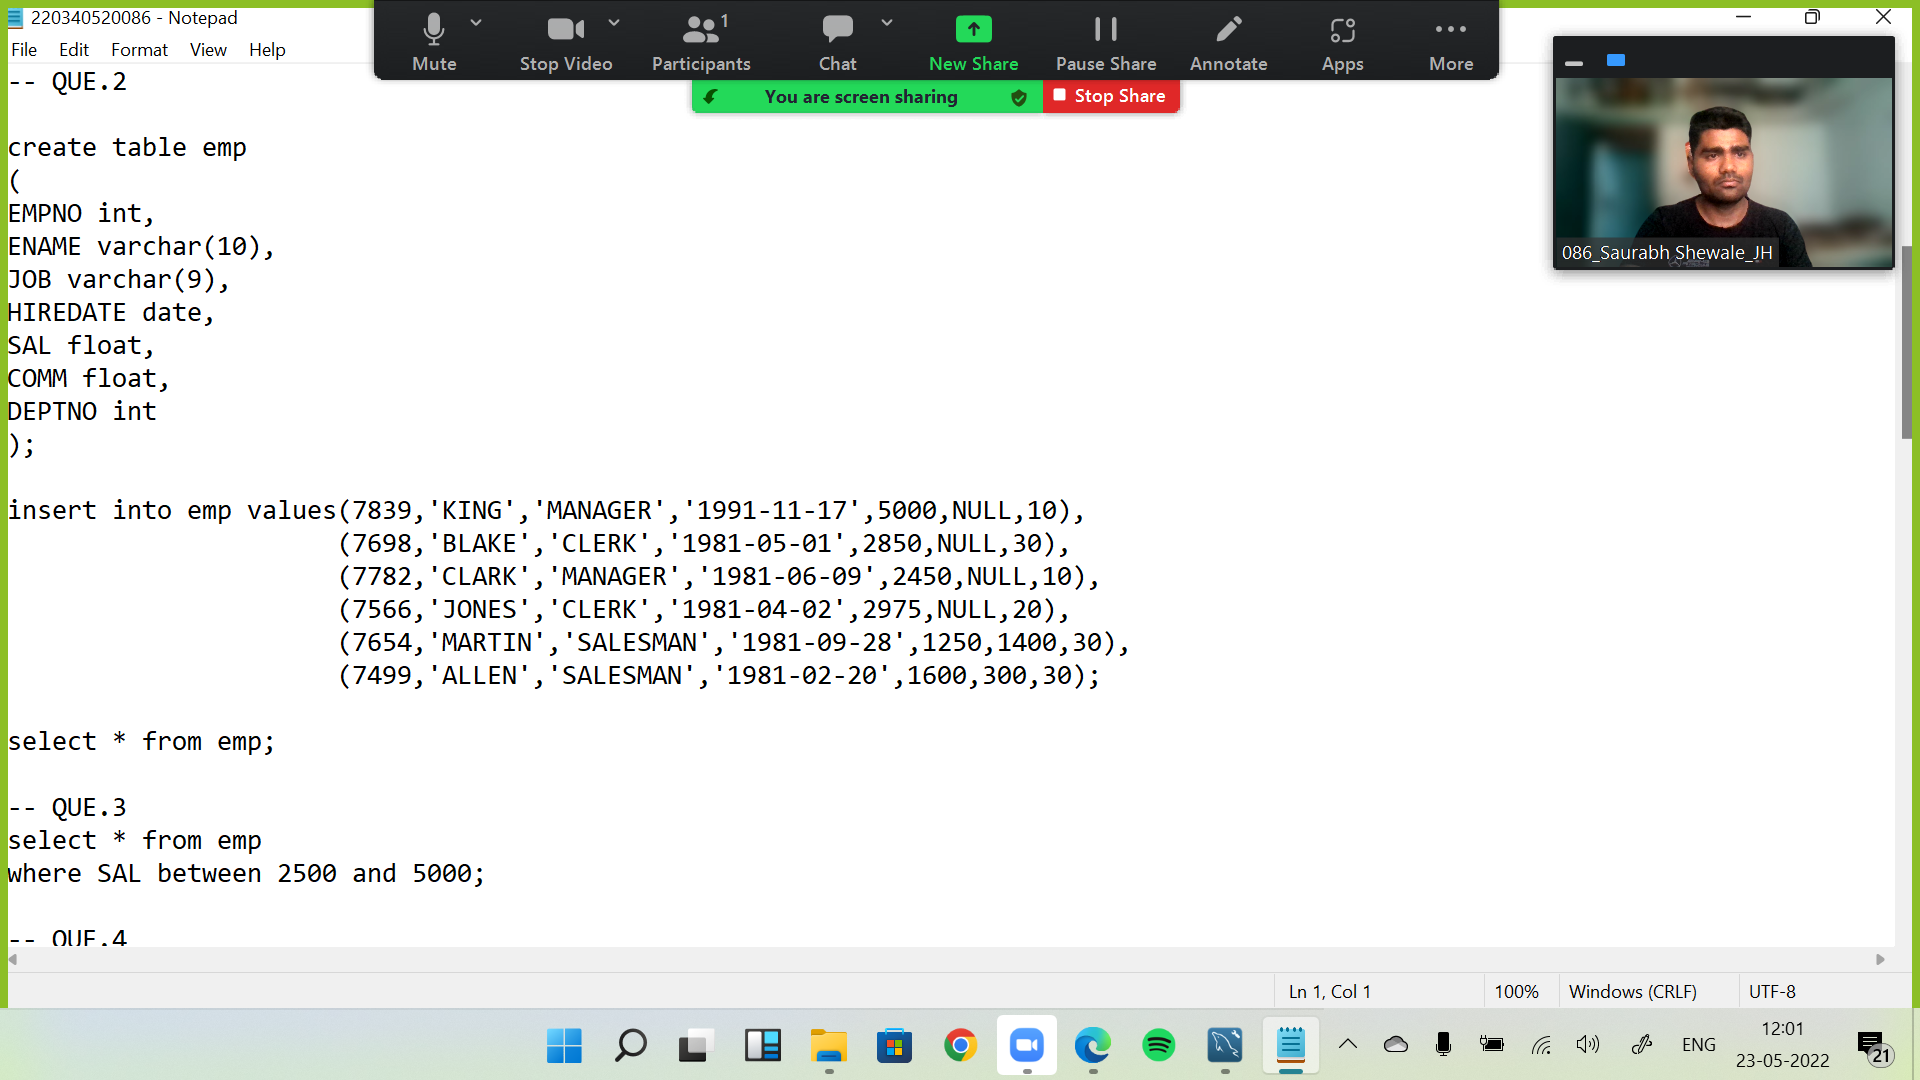 220340520086 - Notepad
File Edit Format View Help
Mute
Stop Video
Participants
1
Chat
New Share
Pause Share
Annotate
Apps
More
You are screen sharing
Stop Share
086_Saurabh Shewale_JH
-- QUE.2
create table emp
(
EMPNO int,
ENAME varchar(10),
JOB varchar(9),
HIREDATE date,
SAL float,
COMM float,
DEPTNO int
);
insert into emp values(7839,'KING','MANAGER','1991-11-17',5000,NULL,10),
(7698,'BLAKE','CLERK','1981-05-01',2850,NULL,30),
(7782,'CLARK','MANAGER','1981-06-09',2450,NULL,10),
(7566,'JONES','CLERK','1981-04-02',2975,NULL,20),
(7654,'MARTIN','SALESMAN','1981-09-28',1250,1400,30),
(7499,'ALLEN','SALESMAN','1981-02-20',1600,300,30);
select * from emp;
-- QUE.3
select * from emp
where SAL between 2500 and 5000;
-- QUE.4
Ln 1, Col 1
100%
Windows (CRLF)
UTF-8
ENG
12:01
23-05-2022
21